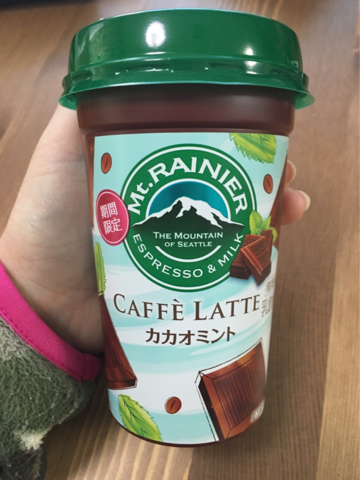 Mt. RAINIER
THE MOUNTAIN
OF SEATTLE
ESPRESSO & MILK
期間
限定
CAFFÈ LATTE
カカオミント